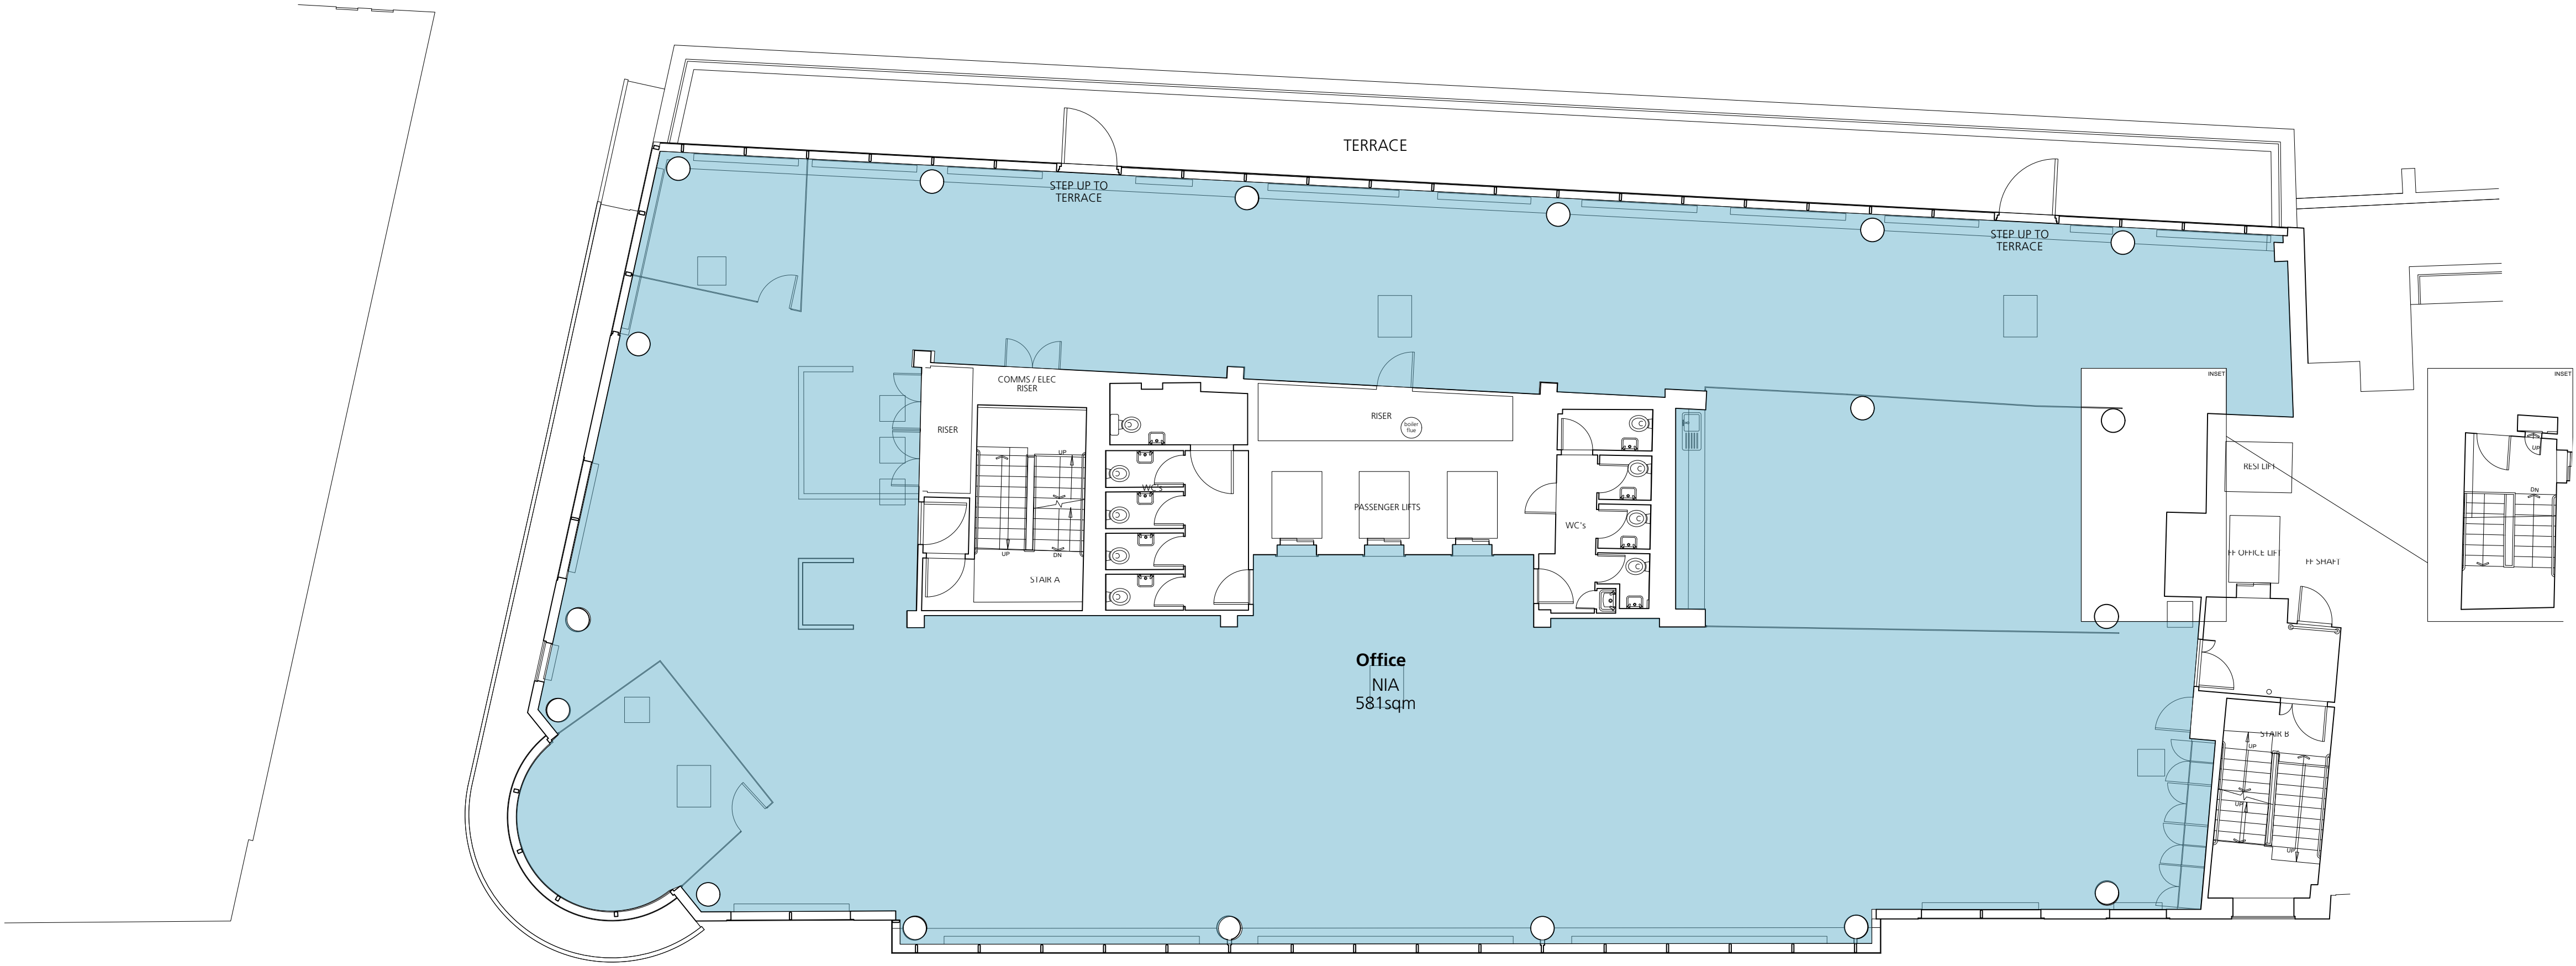 TERRACE
STEP UP TO
TERRACE
STEP UP TO
TERRACE
INSET
INSET
COMMS / ELEC
RISER
RISER
RISER
boiler
flue
UP
WC's
UP
DN
STAIR A
PASSENGER LIFTS
WC's
RESI LIFT
FF OFFICE LIFT
FF SHAFT
UP
DN
Office
NIA
581sqm
STAIR B
UP
UP
UP